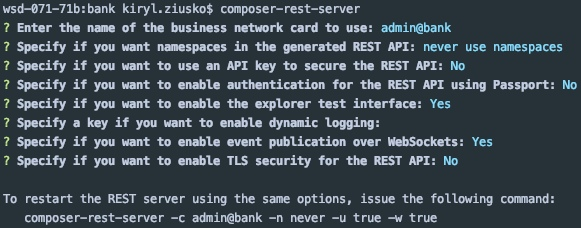 wsd-071-71b:bank kiryl.ziusko$ composer-rest-server
? Enter the name of the business network card to use: admin@bank
? Specify if you want namespaces in the generated REST API: never use namespaces
? Specify if you want to use an API key to secure the REST API: No
? Specify if you want to enable authentication for the REST API using Passport: No
? Specify if you want to enable the explorer test interface: Yes
? Specify a key if you want to enable dynamic logging:
? Specify if you want to enable event publication over WebSockets: Yes
? Specify if you want to enable TLS security for the REST API: No
To restart the REST server using the same options, issue the following command:
composer-rest-server -c admin@bank -n never -u true -w true